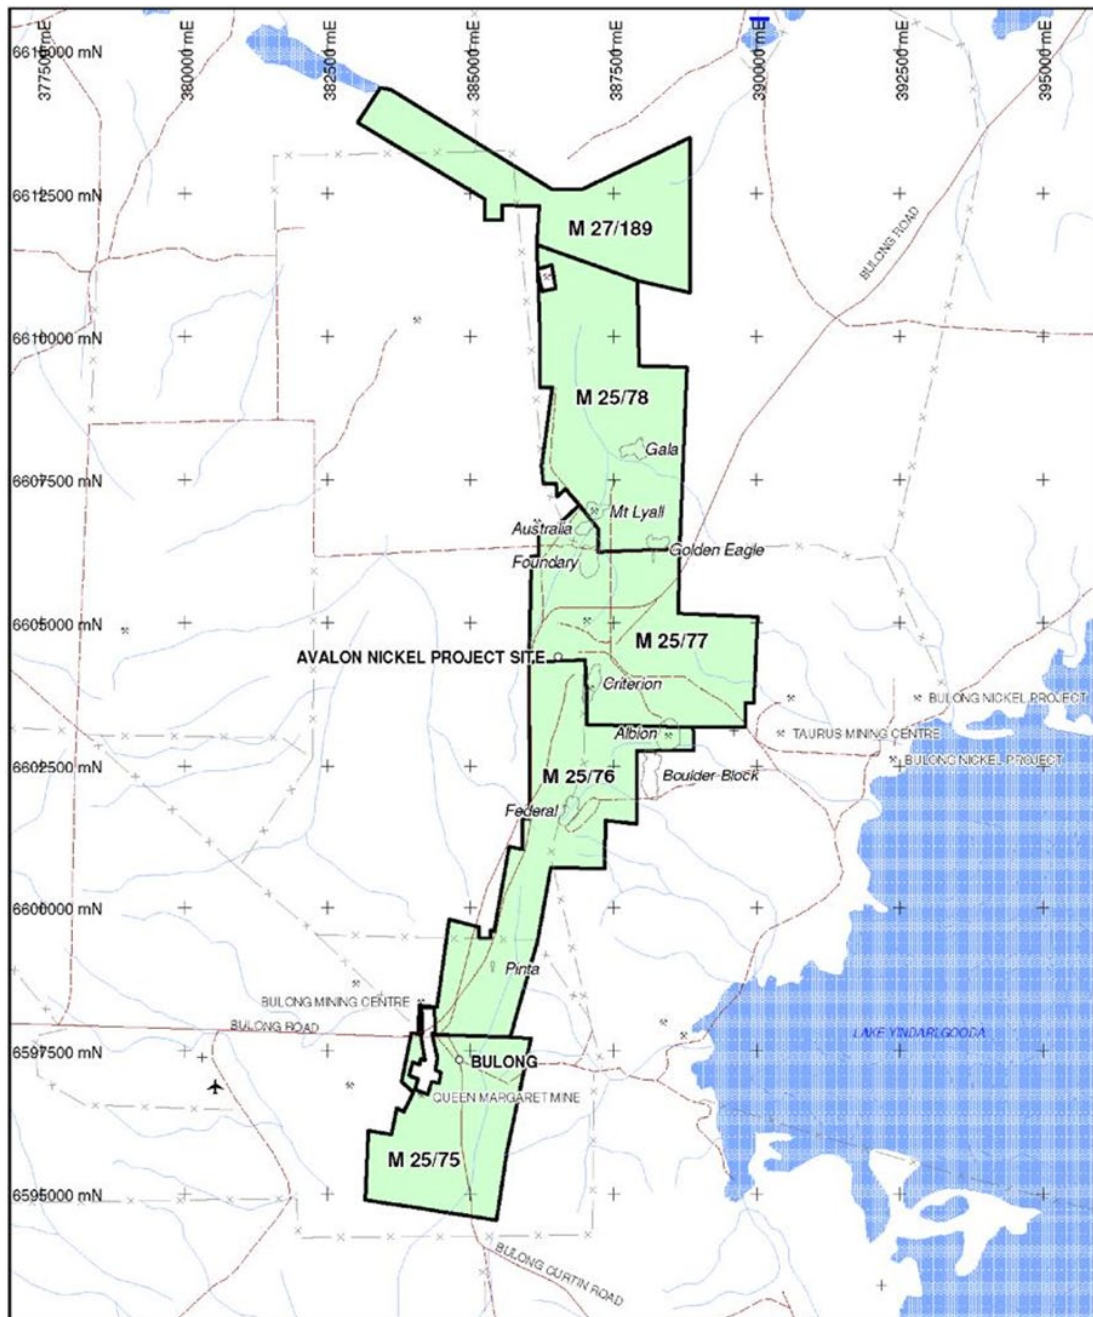 377500 mE
380000 mE
382500 mE
385000 mE
387500 mE
390000 mE
392500 mE
395000 mE
6615000 mN
6612500 mN
M 27/189
BULONG ROAD
6610000 mN
M 25/78
Gala
6607500 mN
Mt Lyall
Australia
Golden Eagle
Foundary
6605000 mN
M 25/77
AVALON NICKEL PROJECT SITE
Criterion
BULONG NICKEL PROJECT
Albion
TAURUS MINING CENTRE
6602500 mN
BULONG NICKEL PROJECT
M 25/76
Boulder Block
Federal
6600000 mN
Pinta
BULONG MINING CENTRE
BULONG ROAD
LAKE YINDARLGOODA
6597500 mN
BULONG
QUEEN MARGARET MINE
M 25/75
6595000 mN
BULONG CURTIN ROAD